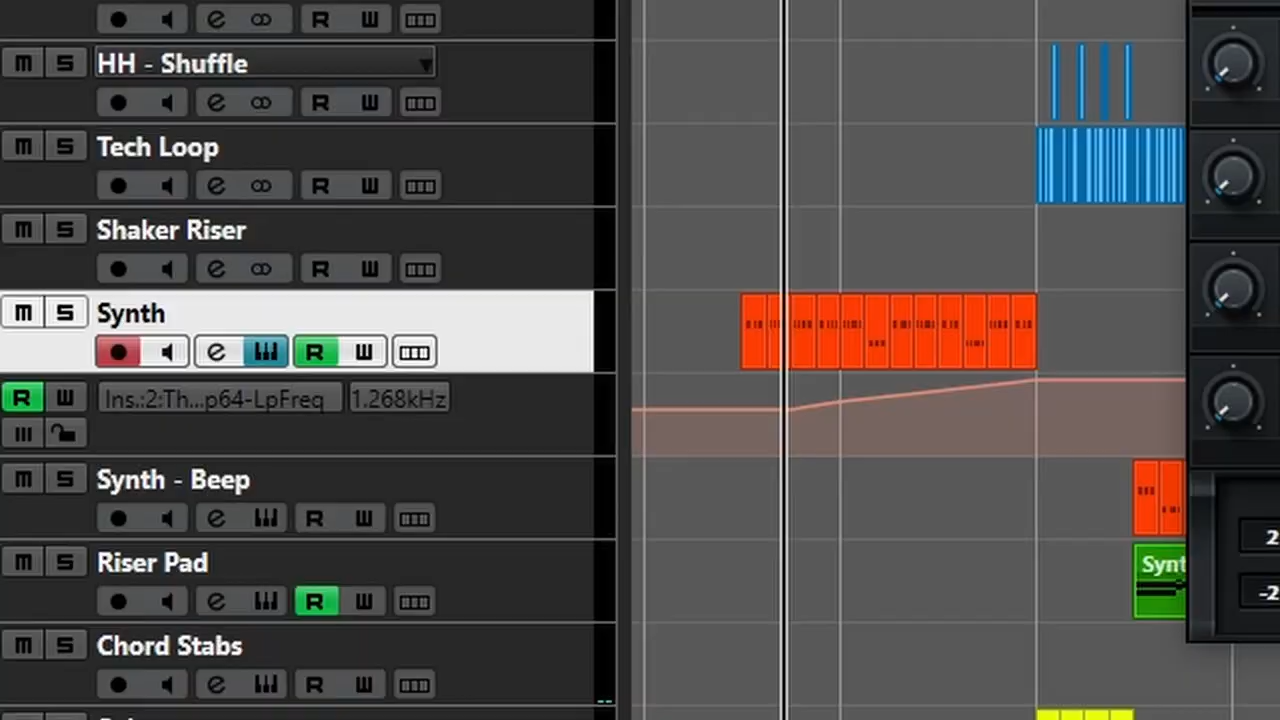 R W
M S HH - Shuffle
e R W
M S Tech Loop
e R W
M S Shaker Riser
e R W
M S Synth
e R W
R W Ins.:2:Th...p64-LpFreq 1.268kHz
M S Synth - Beep
e R W
M S Riser Pad
Synt
e R W
-2
M S Chord Stabs
e R W